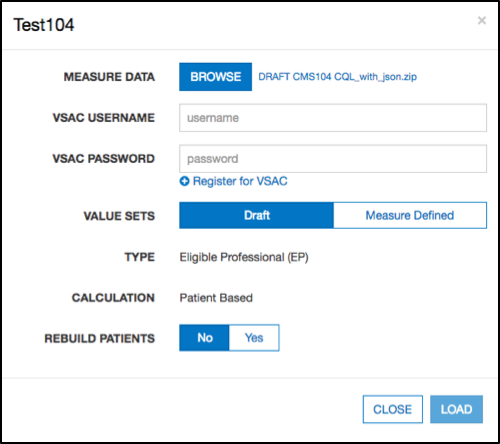 Test104 ×
MEASURE DATA BROWSE DRAFT CMS104 CQL_with_json.zip
VSAC USERNAME username
VSAC PASSWORD password
Register for VSAC
VALUE SETS Draft Measure Defined
TYPE Eligible Professional (EP)
CALCULATION Patient Based
REBUILD PATIENTS No Yes
CLOSE LOAD